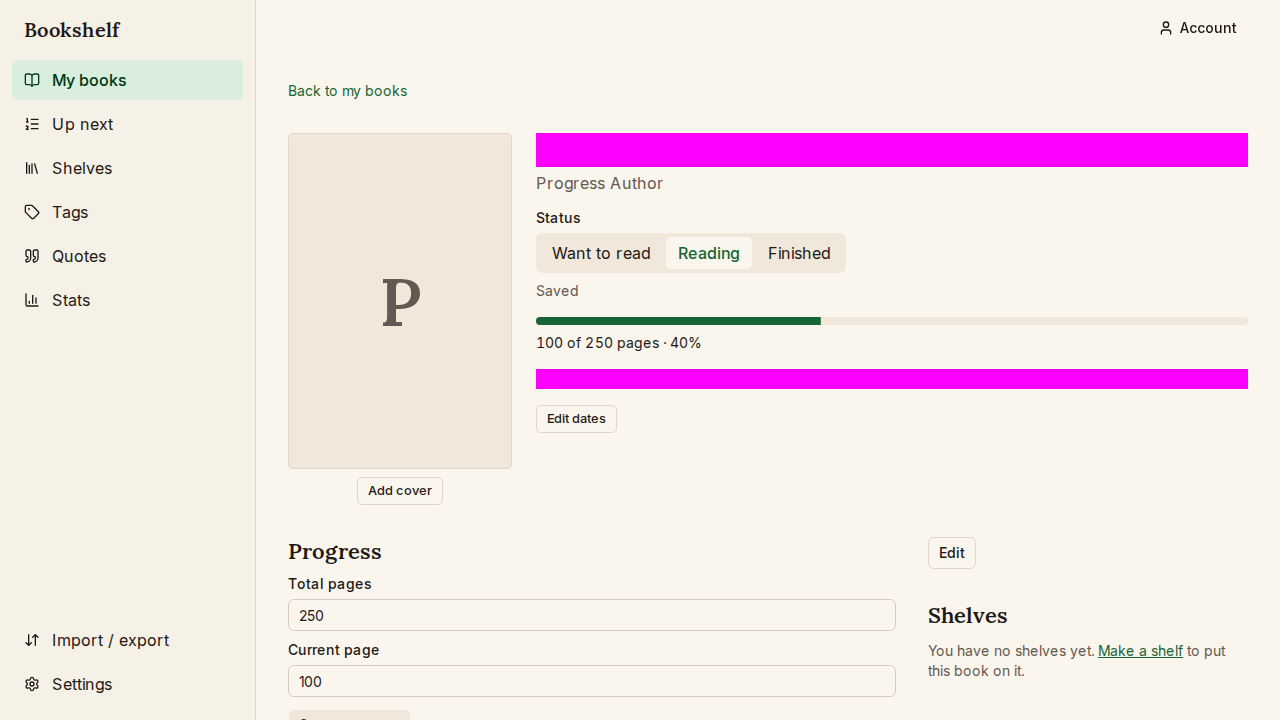 Bookshelf
My books
Up next
Shelves
Tags
Quotes
Stats
Import / export
Settings
Account
Back to my books
P
Add cover
Progress Author
Status
Want to read
Reading
Finished
Saved
100 of 250 pages · 40%
Edit dates
Progress
Total pages
250
Current page
100
Edit
Shelves
You have no shelves yet. Make a shelf to put
this book on it.